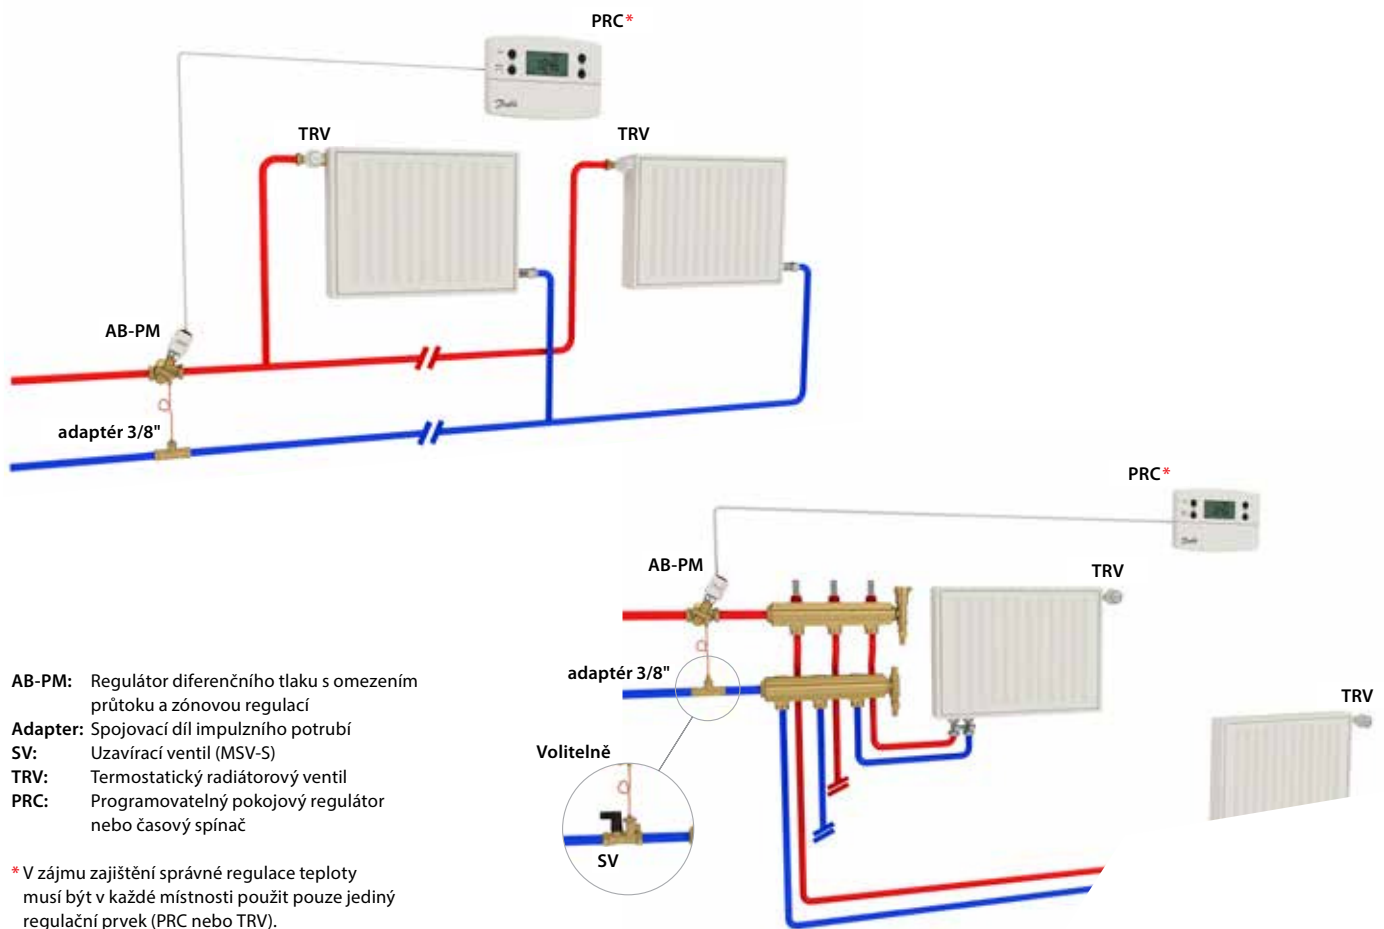 PRC*
Danfoss
TRV
TRV
AB-PM
adaptér 3/8"
PRC*
Danfoss
AB-PM
TRV
adaptér 3/8"
TRV
Volitelně
SV
AB-PM: Regulátor diferenčního tlaku s omezením
průtoku a zónovou regulací
Adapter: Spojovací díl impulzního potrubí
SV: Uzavírací ventil (MSV-S)
TRV: Termostatický radiátorový ventil
PRC: Programovatelný pokojový regulátor
nebo časový spínač
* V zájmu zajištění správné regulace teploty
musí být v každé místnosti použit pouze jediný
regulační prvek (PRC nebo TRV).